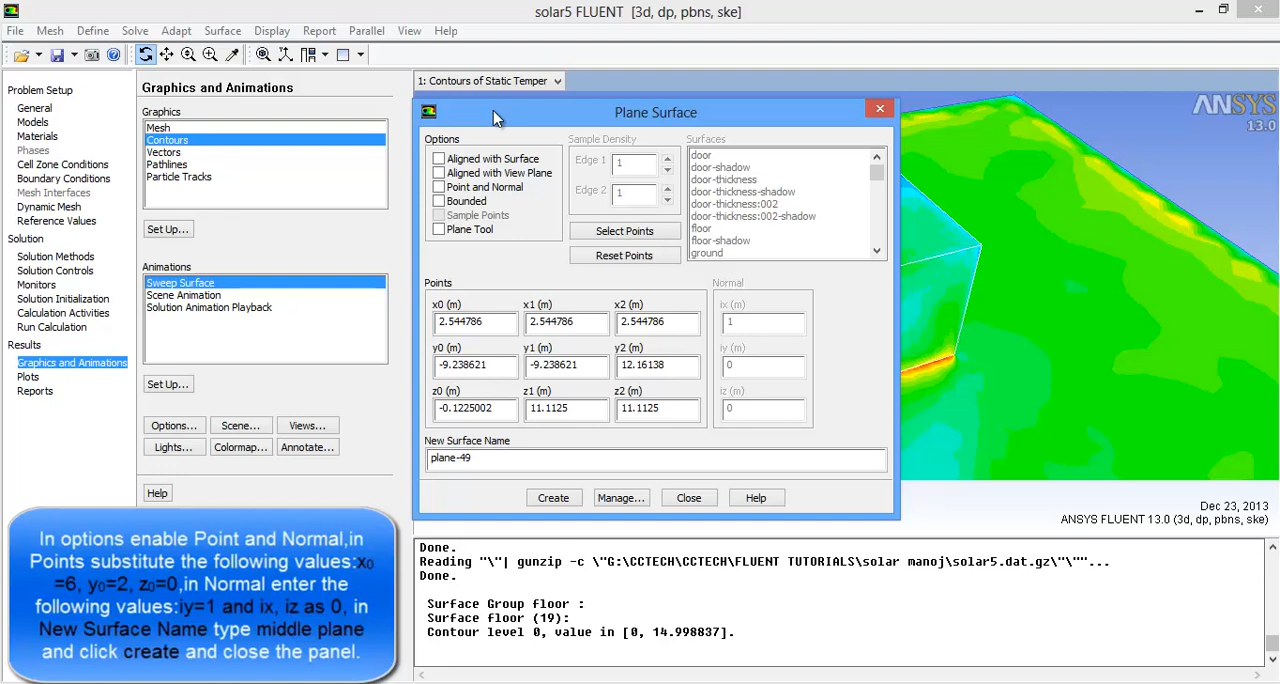 solar5 FLUENT [3d, dp, pbns, ske]
File Mesh Define Solve Adapt Surface Display Report Parallel View Help
Problem Setup
General
Models
Materials
Phases
Cell Zone Conditions
Boundary Conditions
Mesh Interfaces
Dynamic Mesh
Reference Values
Solution
Solution Methods
Solution Controls
Monitors
Solution Initialization
Calculation Activities
Run Calculation
Results
Graphics and Animations
Plots
Reports
Graphics and Animations
Graphics
Mesh
Contours
Vectors
Pathlines
Particle Tracks
Set Up...
Animations
Sweep Surface
Scene Animation
Solution Animation Playback
Set Up...
Options... Scene... Views...
Lights... Colormap... Annotate...
Help
1: Contours of Static Temper
Plane Surface
Options
Aligned with Surface
Aligned with View Plane
Point and Normal
Bounded
Sample Points
Plane Tool
Sample Density
Edge 1 1
Edge 2 1
Select Points
Reset Points
Surfaces
door
door-shadow
door-thickness
door-thickness-shadow
door-thickness:002
door-thickness:002-shadow
floor
floor-shadow
ground
Points
x0 (m) x1 (m) x2 (m)
2.544786 2.544786 2.544786
y0 (m) y1 (m) y2 (m)
-9.238621 -9.238621 12.16138
z0 (m) z1 (m) z2 (m)
-0.1225002 11.1125 11.1125
Normal
ix (m)
1
iy (m)
0
iz (m)
0
New Surface Name
plane-49
Create Manage... Close Help
ANSYS
13.0
Dec 23, 2013
ANSYS FLUENT 13.0 (3d, dp, pbns, ske)
Done.
Reading "\"| gunzip -c \"G:\CCTECH\CCTECH\FLUENT TUTORIALS\solar manoj\solar5.dat.gz\"\""...
Done.
Surface Group floor :
Surface floor (19):
Contour level 0, value in [0, 14.998837].
In options enable Point and Normal,in
Points substitute the following values:x0
=6, y0=2, z0=0,in Normal enter the
following values:iy=1 and ix, iz as 0, in
New Surface Name type middle plane
and click create and close the panel.